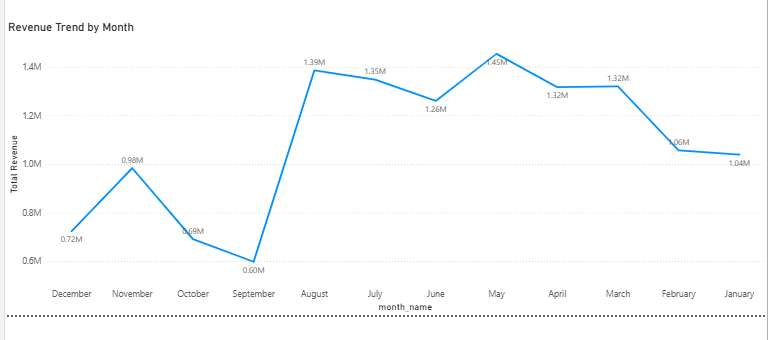 Revenue Trend by Month
1.45M
1.4M
1.39M
1.35M
1.26M
1.32M
1.32M
1.2M
1.06M
1.04M
1.0M
0.98M
0.8M
0.72M
0.69M
0.6M
0.60M
Total Revenue
December November October September August July June May April March February January
month_name